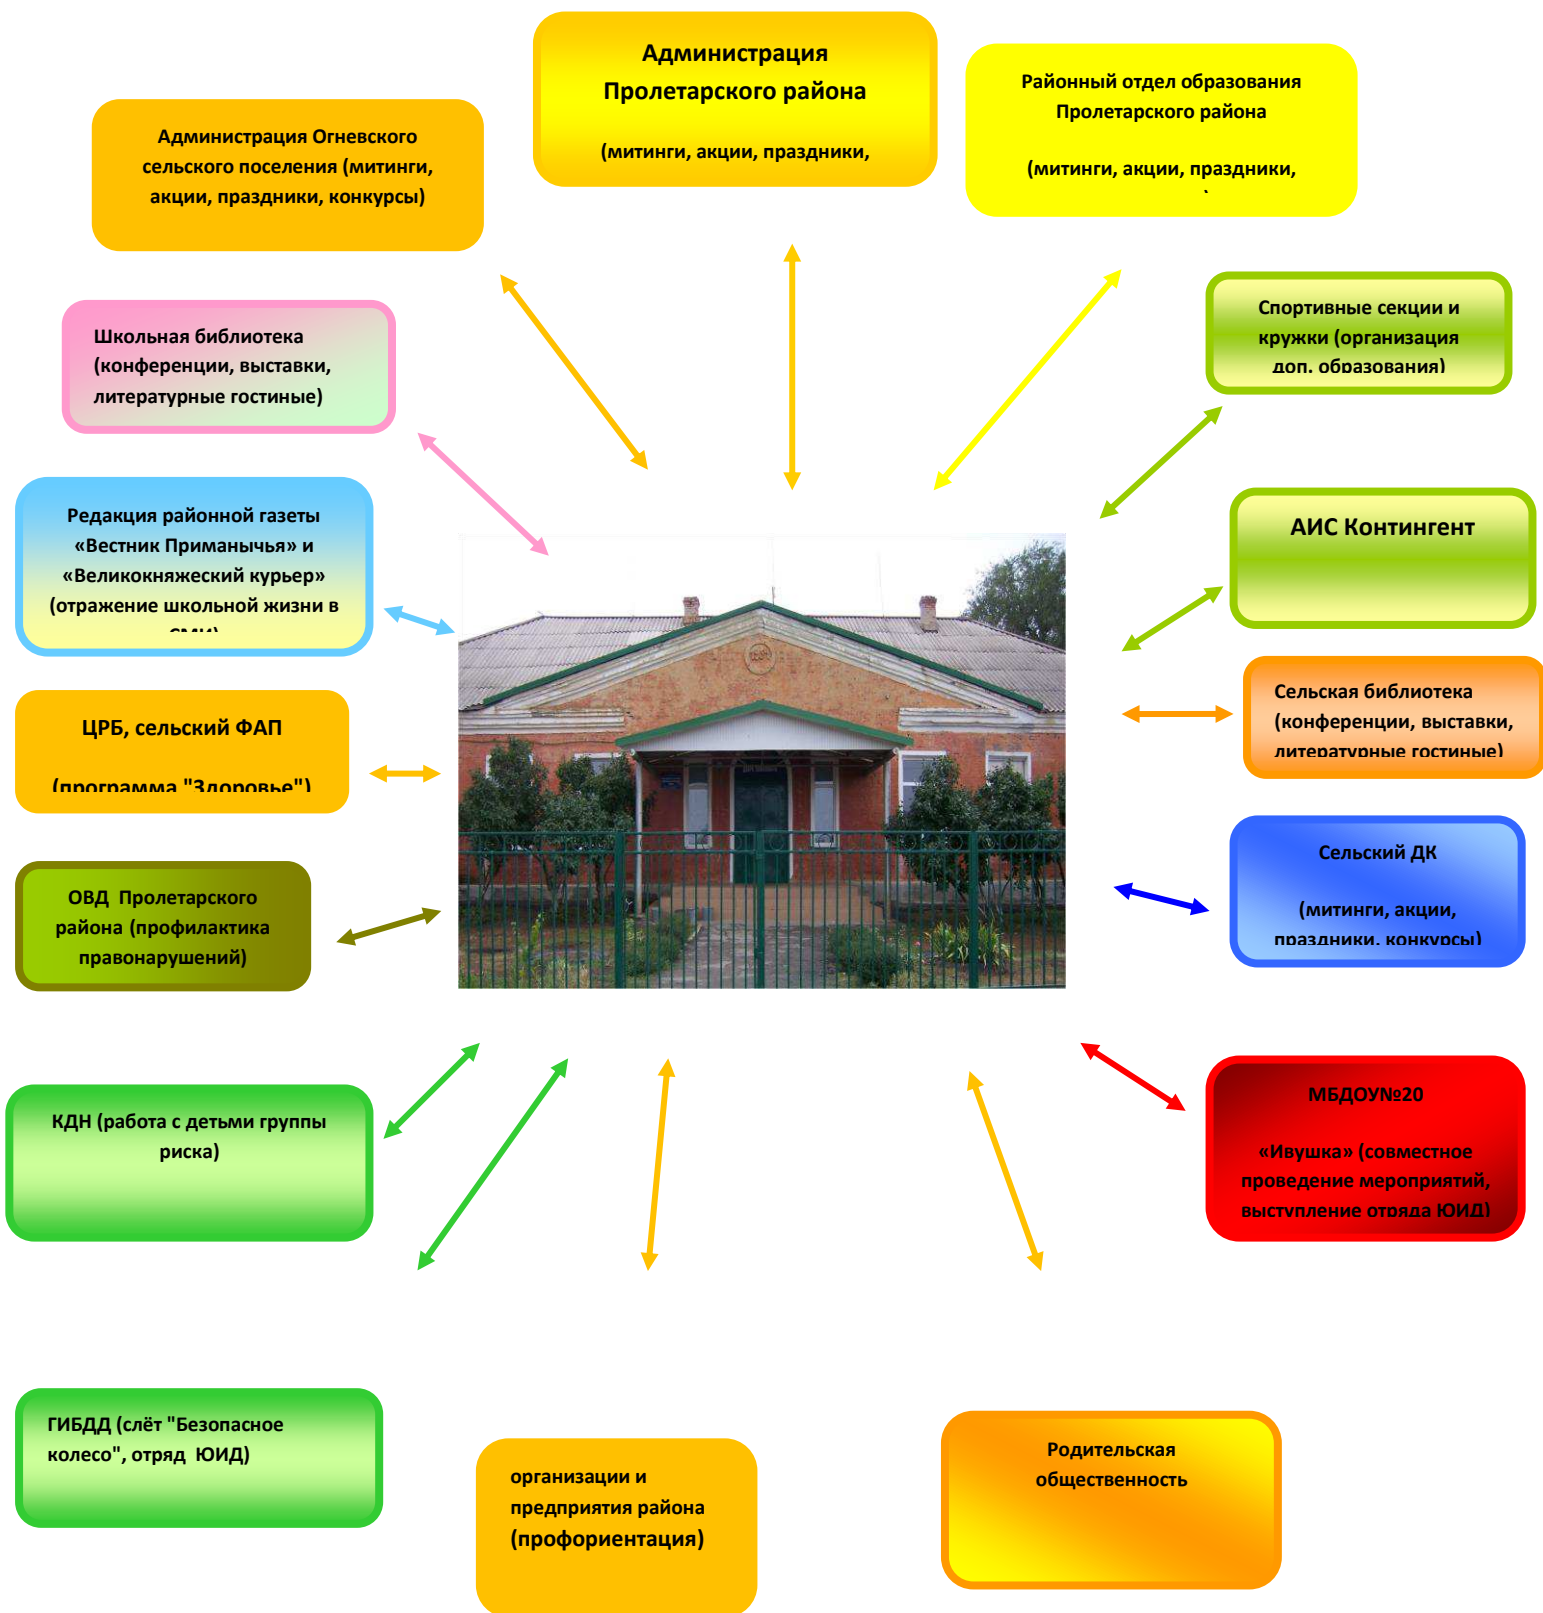 Администрация
Пролетарского района
(митинги, акции, праздники,
Районный отдел образования
Пролетарского района
(митинги, акции, праздники,
Администрация Огневского
сельского поселения (митинги,
акции, праздники, конкурсы)
Спортивные секции и
кружки (организация
доп. образования)
Школьная библиотека
(конференции, выставки,
литературные гостиные)
Редакция районной газеты
«Вестник Приманычья» и
«Великокняжеский курьер»
(отражение школьной жизни в
СМИ)
АИС Контингент
Сельская библиотека
(конференции, выставки,
литературные гостиные)
ЦРБ, сельский ФАП
(программа "Здоровье")
Сельский ДК
(митинги, акции,
праздники, конкурсы)
ОВД Пролетарского
района (профилактика
правонарушений)
МБДОУ№20
«Ивушка» (совместное
проведение мероприятий,
выступление отряда ЮИД)
КДН (работа с детьми группы
риска)
ГИБДД (слёт "Безопасное
колесо", отряд ЮИД)
организации и
предприятия района
(профориентация)
Родительская
общественность